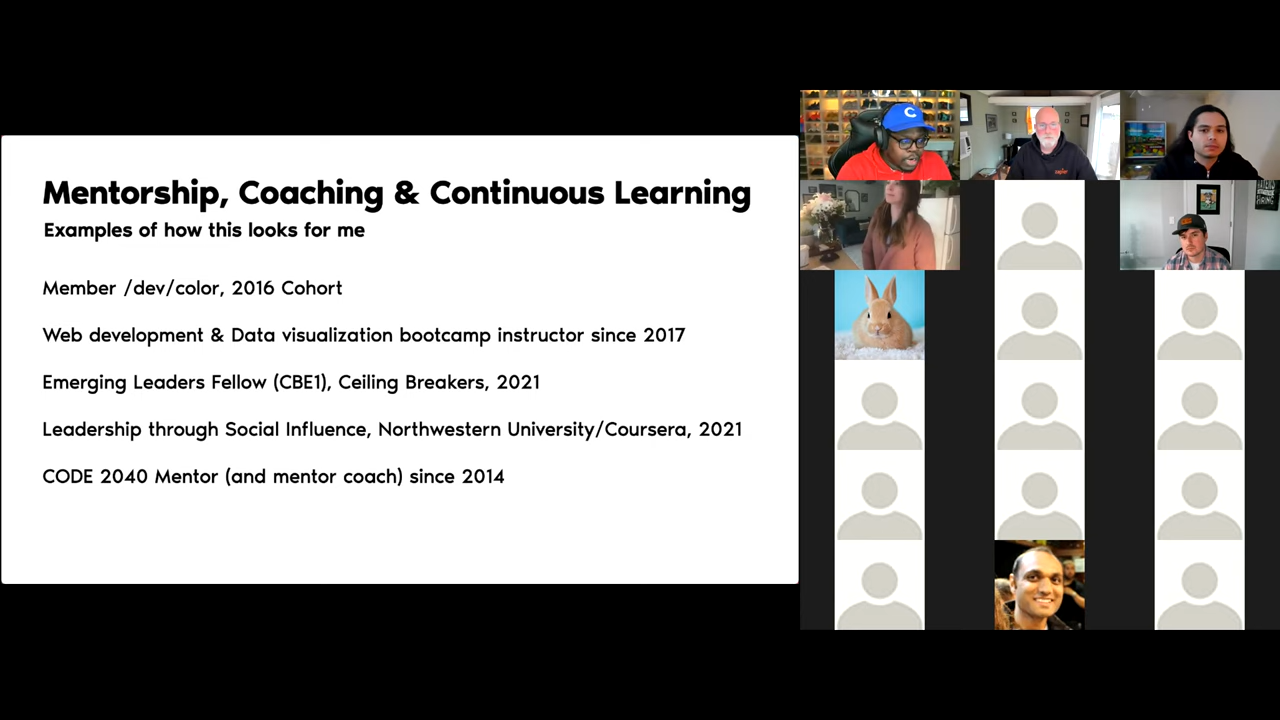 Mentorship, Coaching & Continuous Learning
Examples of how this looks for me
Member /dev/color, 2016 Cohort
Web development & Data visualization bootcamp instructor since 2017
Emerging Leaders Fellow (CBE1), Ceiling Breakers, 2021
Leadership through Social Influence, Northwestern University/Coursera, 2021
CODE 2040 Mentor (and mentor coach) since 2014
C